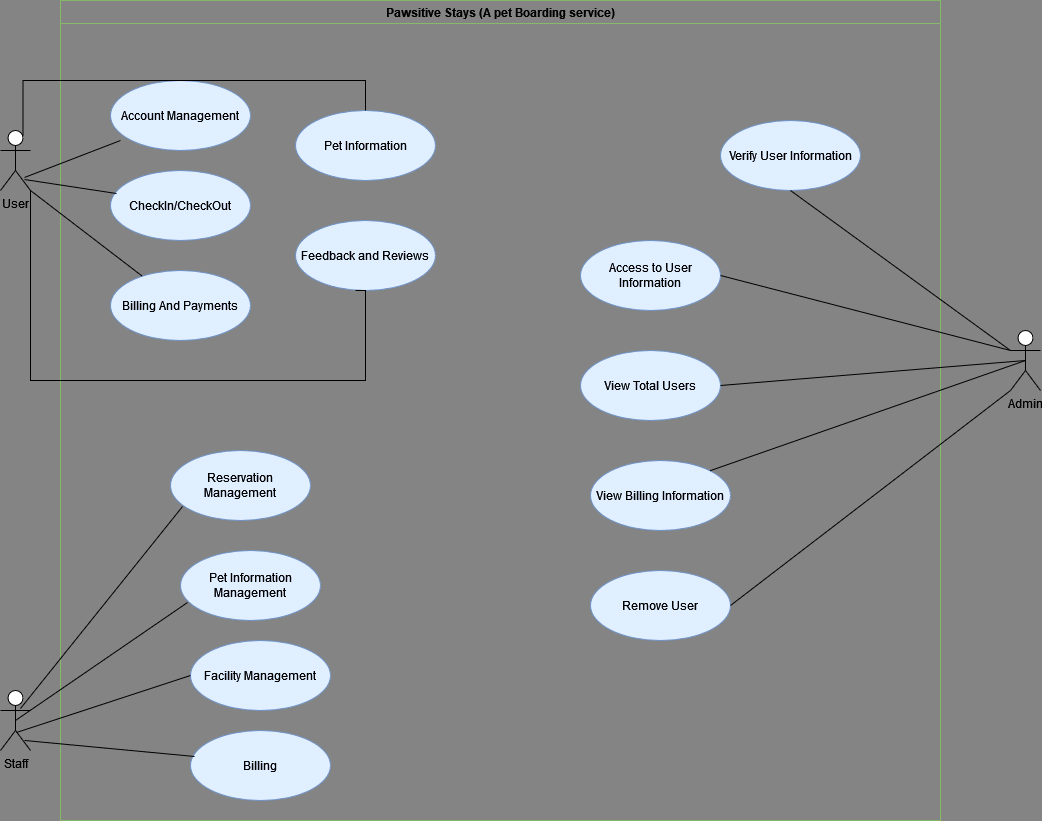 Pawsitive Stays (A pet Boarding service)
Account Management
Pet Information
Verify User Information
User
CheckIn/CheckOut
Feedback and Reviews
Access to User
Information
Billing And Payments
View Total Users
Admin
Reservation
Management
View Billing Information
Pet Information
Management
Remove User
Facility Management
Staff
Billing